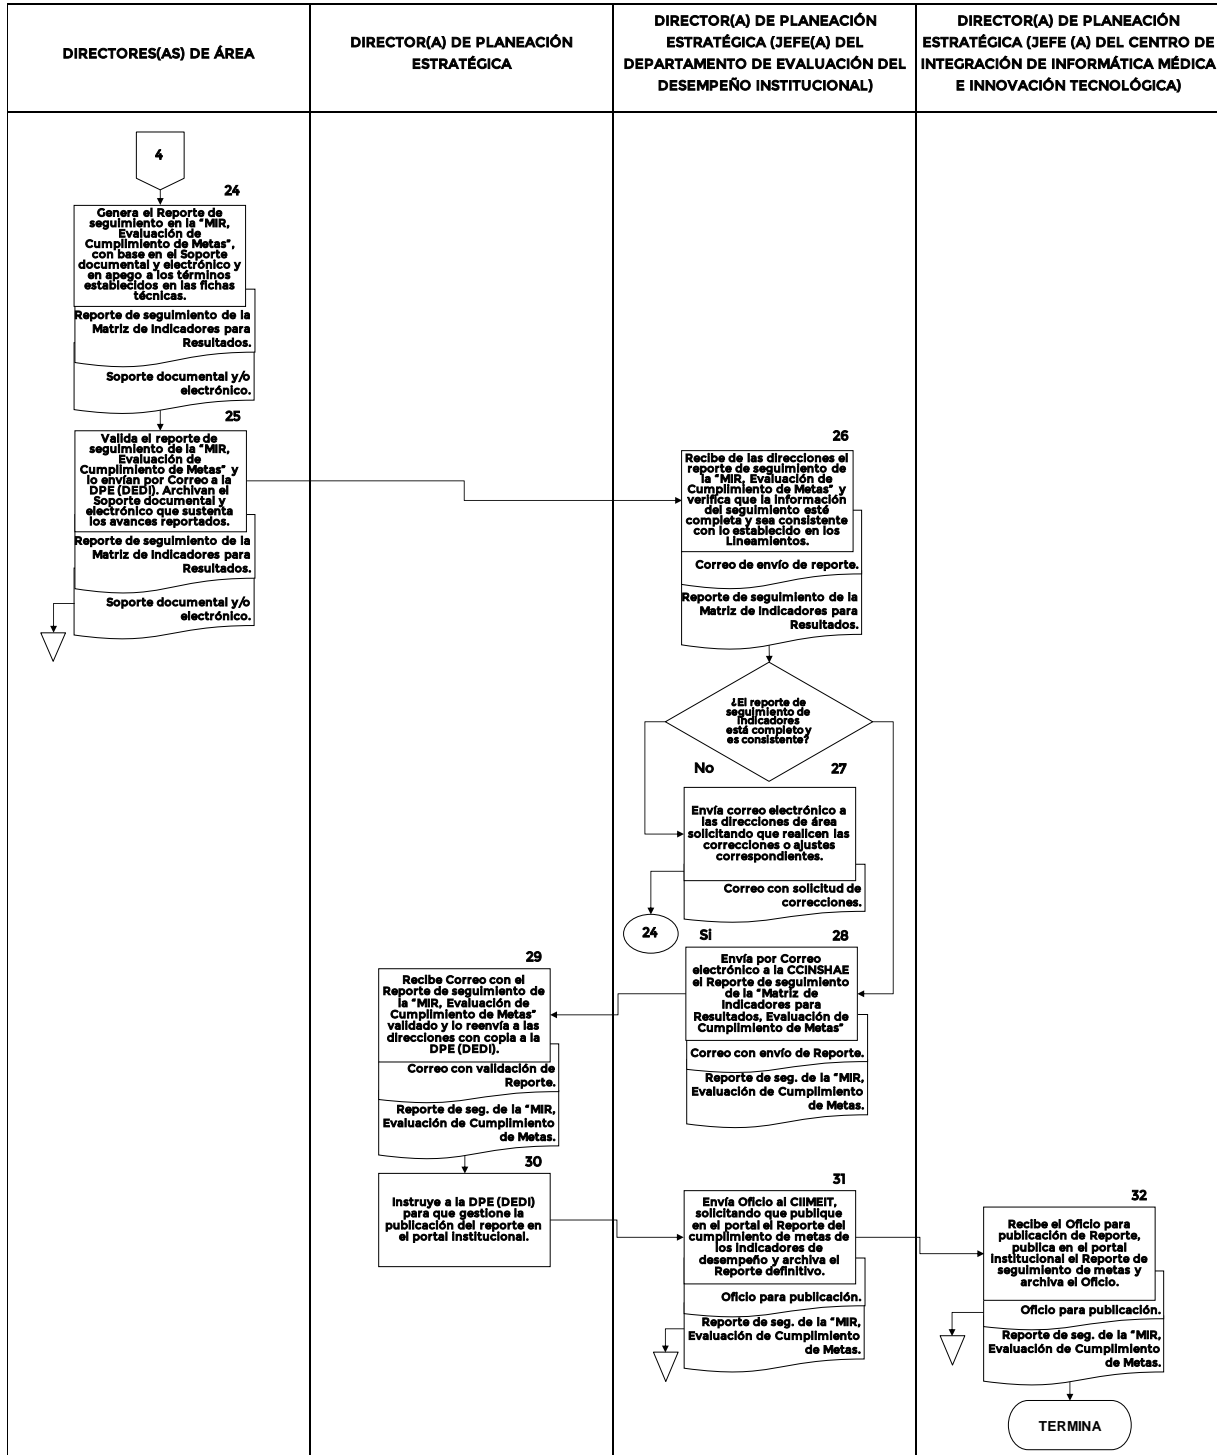 DIRECTORES(AS) DE ÁREA
DIRECTOR(A) DE PLANEACIÓN
ESTRATÉGICA
DIRECTOR(A) DE PLANEACIÓN
ESTRATÉGICA (JEFE(A) DEL
DEPARTAMENTO DE EVALUACIÓN DEL
DESEMPEÑO INSTITUCIONAL)
DIRECTOR(A) DE PLANEACIÓN
ESTRATÉGICA (JEFE (A) DEL CENTRO DE
INTEGRACIÓN DE INFORMÁTICA MÉDICA
E INNOVACIÓN TECNOLÓGICA)
4
24
Genera el Reporte de
seguimiento en la "MIR,
Evaluación de
Cumplimiento de Metas",
con base en el Soporte
documental y electrónico y
en apego a los términos
establecidos en las fichas
técnicas.
Reporte de seguimiento de la
Matriz de Indicadores para
Resultados.
Soporte documental y/o
electrónico.
25
Valida el reporte de
seguimiento de la "MIR,
Evaluación de
Cumplimiento de Metas" y
lo envían por Correo a la
DPE (DEDI). Archivan el
Soporte documental y
electrónico que sustenta
los avances reportados.
Reporte de seguimiento de la
Matriz de Indicadores para
Resultados.
Soporte documental y/o
electrónico.
26
Recibe de las direcciones el
reporte de seguimiento de
la "MIR, Evaluación de
Cumplimiento de Metas" y
verifica que la información
del seguimiento esté
completa y sea consistente
con lo establecido en los
Lineamientos.
Correo de envío de reporte.
Reporte de seguimiento de la
Matriz de Indicadores para
Resultados.
¿El reporte de
seguimiento de
indicadores
está completo y
es consistente?
No
27
Envía correo electrónico a
las direcciones de área
solicitando que realicen las
correcciones o ajustes
correspondientes.
Correo con solicitud de
correcciones.
24
Si
28
Envía por Correo
electrónico a la CCINSHAE
el Reporte de seguimiento
de la "Matriz de
Indicadores para
Resultados, Evaluación de
Cumplimiento de Metas"
Correo con envío de Reporte.
Reporte de seg. de la "MIR,
Evaluación de Cumplimiento
de Metas.
29
Recibe Correo con el
Reporte de seguimiento de
la "MIR, Evaluación de
Cumplimiento de Metas"
validado y lo reenvía a las
direcciones con copia a la
DPE (DEDI).
Correo con validación de
Reporte.
Reporte de seg. de la "MIR,
Evaluación de Cumplimiento
de Metas.
30
Instruye a la DPE (DEDI)
para que gestione la
publicación del reporte en
el portal institucional.
31
Envía Oficio al CIIMEIT,
solicitando que publique
en el portal el Reporte del
cumplimiento de metas de
los indicadores de
desempeño y archiva el
Reporte definitivo.
Oficio para publicación.
Reporte de seg. de la "MIR,
Evaluación de Cumplimiento
de Metas.
32
Recibe el Oficio para
publicación de Reporte,
publica en el portal
institucional el Reporte de
seguimiento de metas y
archiva el Oficio.
Oficio para publicación.
Reporte de seg. de la "MIR,
Evaluación de Cumplimiento
de Metas.
TERMINA